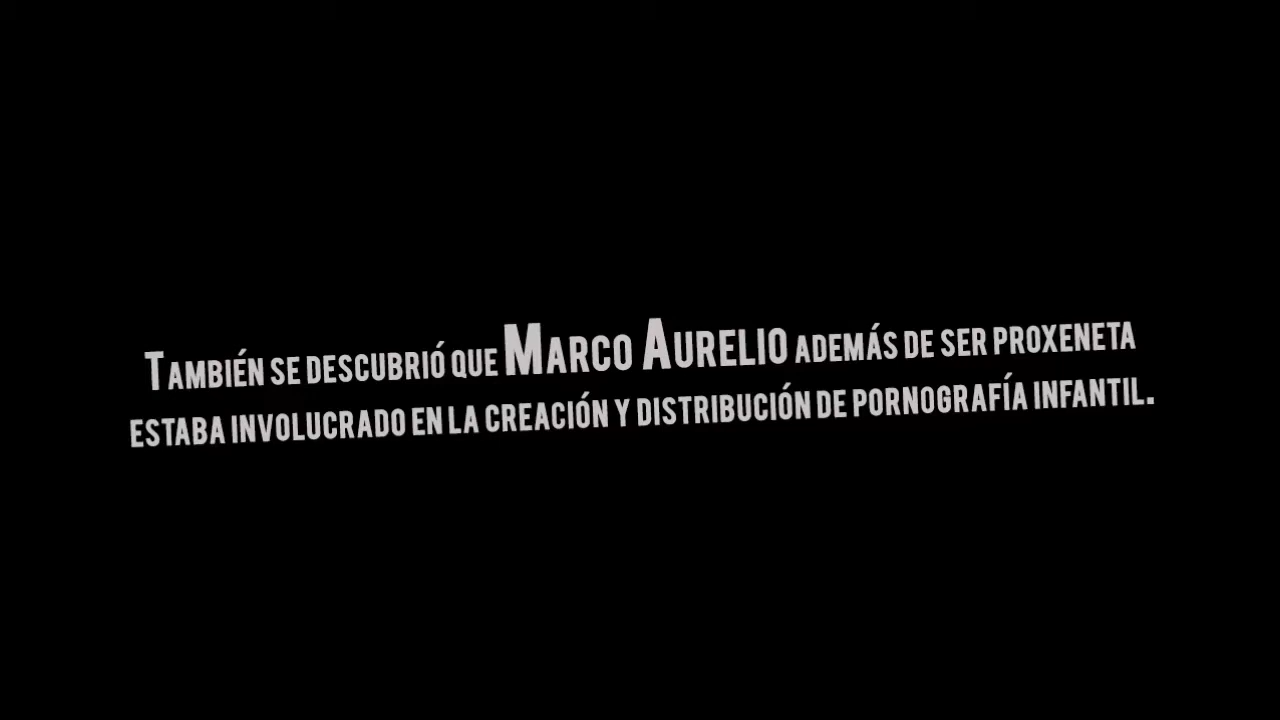 También se descubrió que Marco Aurelio además de ser proxeneta
estaba involucrado en la creación y distribución de pornografía infantil.